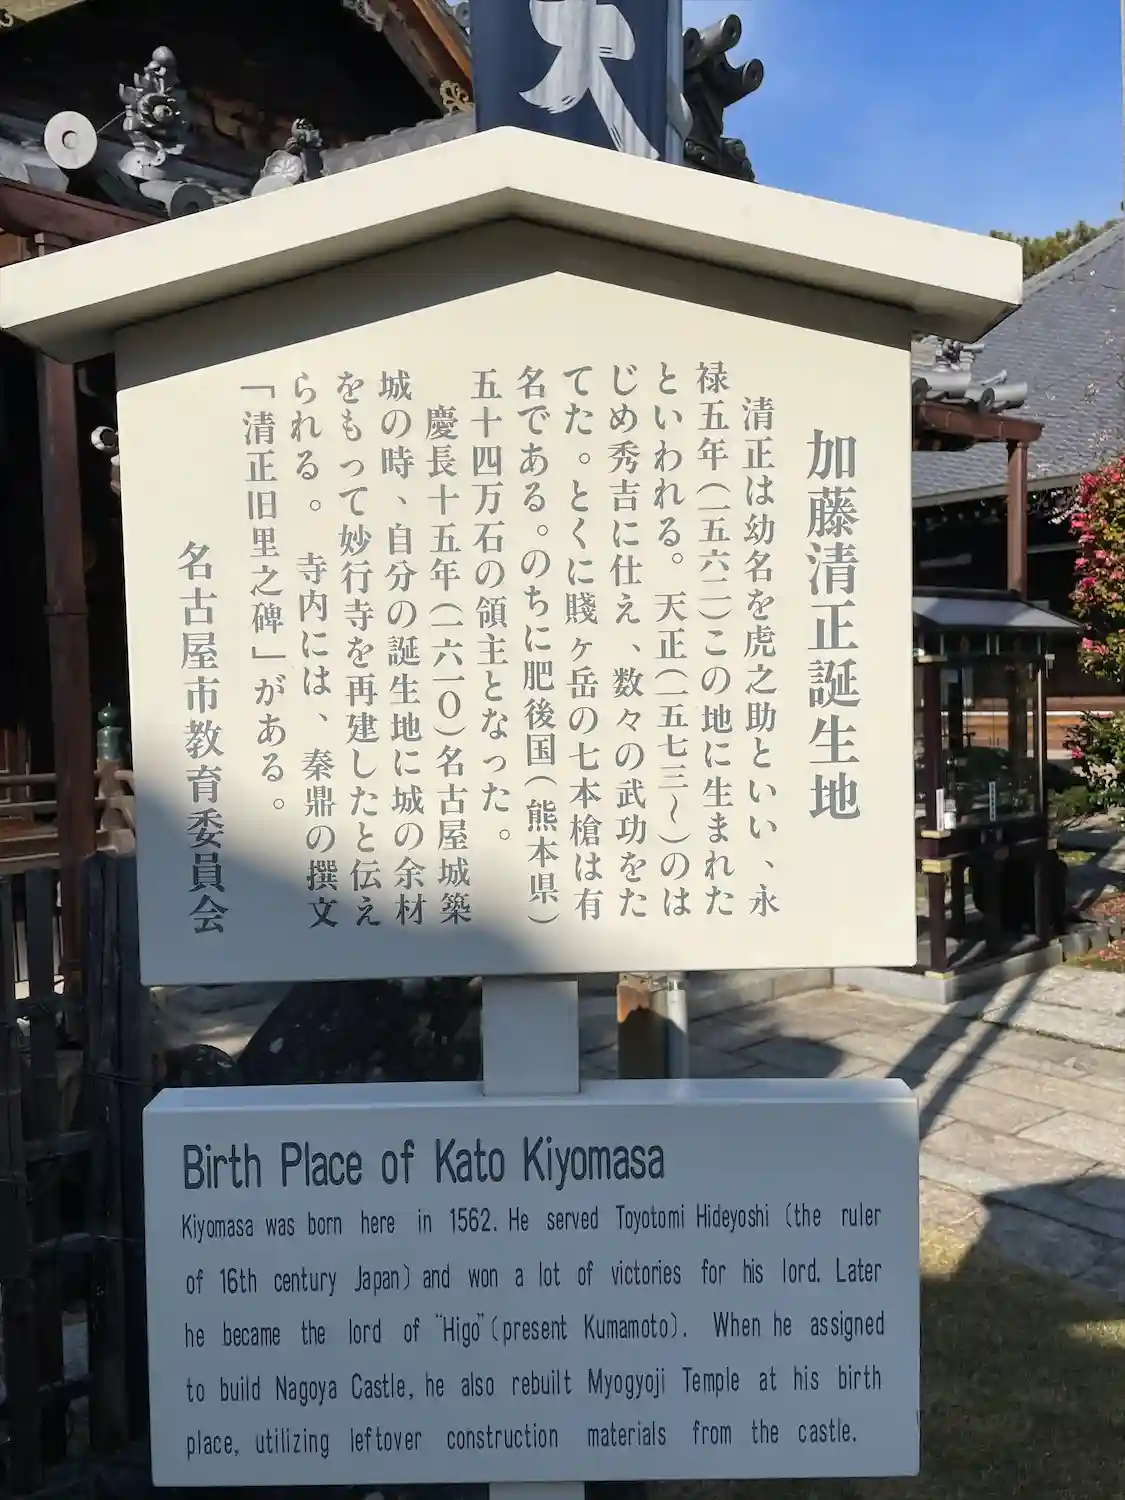 大
加藤清正誕生地
清正は幼名を虎之助といい、永
禄五年(一五六二)この地に生まれた
といわれる。天正(一五七三〜)のは
じめ秀吉に仕え、数々の武功をた
てた。とくに賤ヶ岳の七本槍は有
名である。のちに肥後国(熊本県)
五十四万石の領主となった。
慶長十五年(一六一〇)名古屋城築
城の時、自分の誕生地に城の余材
をもって妙行寺を再建したと伝え
られる。 寺内には、秦鼎の撰文
「清正旧里之碑」がある。
名古屋市教育委員会
Birth Place of Kato Kiyomasa
Kiyomasa was born here in 1562. He served Toyotomi Hideyoshi (the ruler
of 16th century Japan) and won a lot of victories for his lord. Later
he became the lord of "Higo" (present Kumamoto). When he assigned
to build Nagoya Castle, he also rebuilt Myogyoji Temple at his birth
place, utilizing leftover construction materials from the castle.